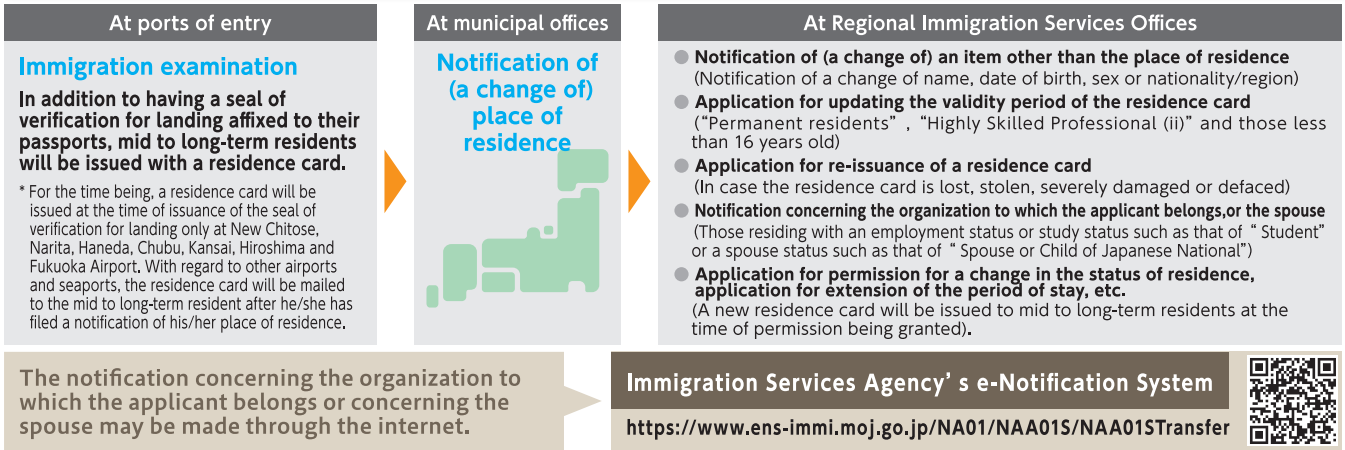 At ports of entry
Immigration examination
In addition to having a seal of
verification for landing affixed to their
passports, mid to long-term residents
will be issued with a residence card.
* For the time being, a residence card will be
issued at the time of issuance of the seal of
verification for landing only at New Chitose,
Narita, Haneda, Chubu, Kansai, Hiroshima and
Fukuoka Airport. With regard to other airports
and seaports, the residence card will be mailed
to the mid to long-term resident after he/she has
filed a notification of his/her place of residence.
At municipal offices
Notification of
(a change of)
place of
residence
At Regional Immigration Services Offices
● Notification of (a change of) an item other than the place of residence
(Notification of a change of name, date of birth, sex or nationality/region)
● Application for updating the validity period of the residence card
(“Permanent residents” , “Highly Skilled Professional (ii)” and those less
than 16 years old)
● Application for re-issuance of a residence card
(In case the residence card is lost, stolen, severely damaged or defaced)
● Notification concerning the organization to which the applicant belongs,or the spouse
(Those residing with an employment status or study status such as that of “ Student”
or a spouse status such as that of “ Spouse or Child of Japanese National”)
● Application for permission for a change in the status of residence,
application for extension of the period of stay, etc.
(A new residence card will be issued to mid to long-term residents at the
time of permission being granted).
The notification concerning the organization to
which the applicant belongs or concerning the
spouse may be made through the internet.
Immigration Services Agency’ s e-Notification System
https://www.ens-immi.moj.go.jp/NA01/NAA01S/NAA01STransfer